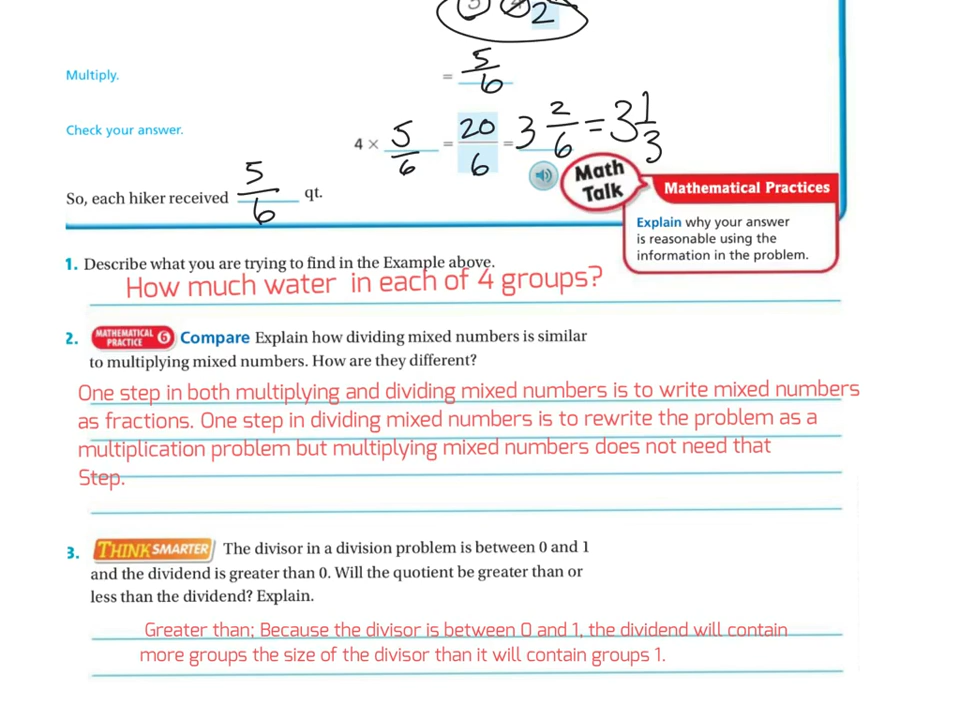 2
Multiply.
= 5/6
Check your answer.
4 × 5/6 = 20/6 = 3 2/6 = 3 1/3
So, each hiker received 5/6 qt.
Math
Talk
Mathematical Practices
Explain why your answer
is reasonable using the
information in the problem.
1. Describe what you are trying to find in the Example above.
How much water in each of 4 groups?
2. MATHEMATICAL PRACTICE 6 Compare Explain how dividing mixed numbers is similar
to multiplying mixed numbers. How are they different?
One step in both multiplying and dividing mixed numbers is to write mixed numbers
as fractions. One step in dividing mixed numbers is to rewrite the problem as a
multiplication problem but multiplying mixed numbers does not need that
Step.
3. THINK SMARTER The divisor in a division problem is between 0 and 1
and the dividend is greater than 0. Will the quotient be greater than or
less than the dividend? Explain.
Greater than; Because the divisor is between 0 and 1, the dividend will contain
more groups the size of the divisor than it will contain groups 1.